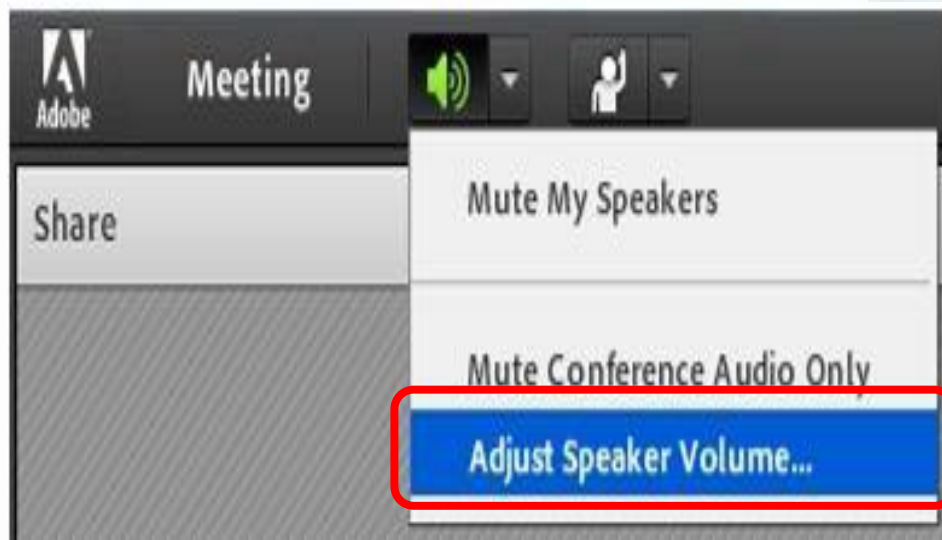 Adobe
Meeting
Share
Mute My Speakers
Mute Conference Audio Only
Adjust Speaker Volume...